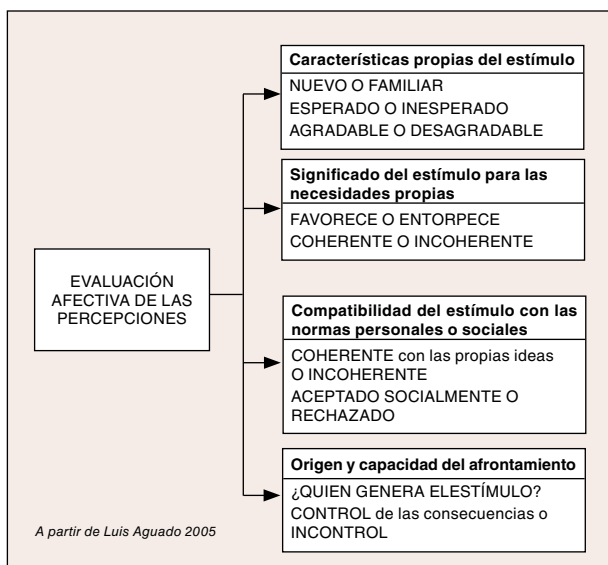 Características propias del estímulo
NUEVO O FAMILIAR
ESPERADO O INESPERADO
AGRADABLE O DESAGRADABLE
Significado del estímulo para las
necesidades propias
FAVORECE O ENTORPECE
COHERENTE O INCOHERENTE
EVALUACIÓN
AFECTIVA DE LAS
PERCEPCIONES
Compatibilidad del estímulo con las
normas personales o sociales
COHERENTE con las propias ideas
O INCOHERENTE
ACEPTADO SOCIALMENTE O
RECHAZADO
Origen y capacidad del afrontamiento
¿QUIEN GENERA ELESTÍMULO?
CONTROL de las consecuencias o
INCONTROL
A partir de Luis Aguado 2005